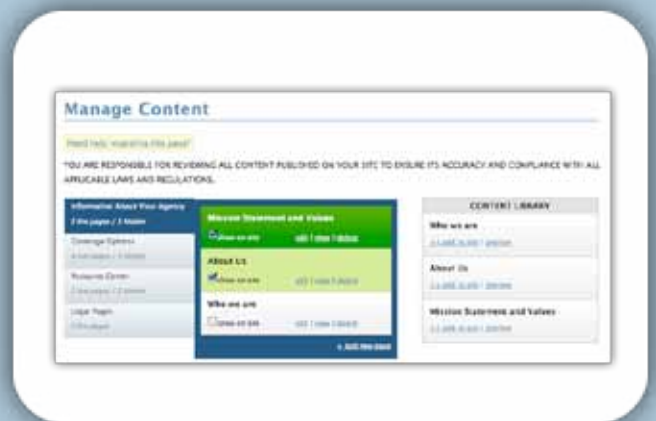 Manage Content
Need help
this page?
*YOU ARE RESPONSIBLE FOR REVIEWING ALL CONTENT PUBLISHED ON YOUR SITE TO ENSURE ITS ACCURACY AND COMPLIANCE WITH ALL
APPLICABLE LAWS AND REGULATIONS.
Information About Your Agency
Coverage Options
Resource Center
Legal Pages
Mission Statement and Values
show on site
edit | view | delete
About Us
show on site
edit | view | delete
Who we are
show on site
edit | view | delete
+ Add new page
CONTENT LIBRARY
Who we are
About Us
Mission Statement and Values